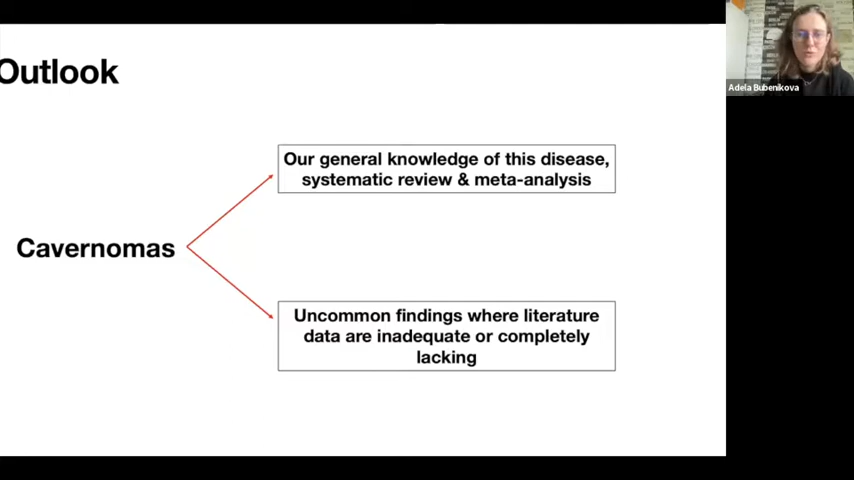 Outlook
Our general knowledge of this disease,
systematic review & meta-analysis
Cavernomas
Uncommon findings where literature
data are inadequate or completely
lacking
Adela Bubenikova